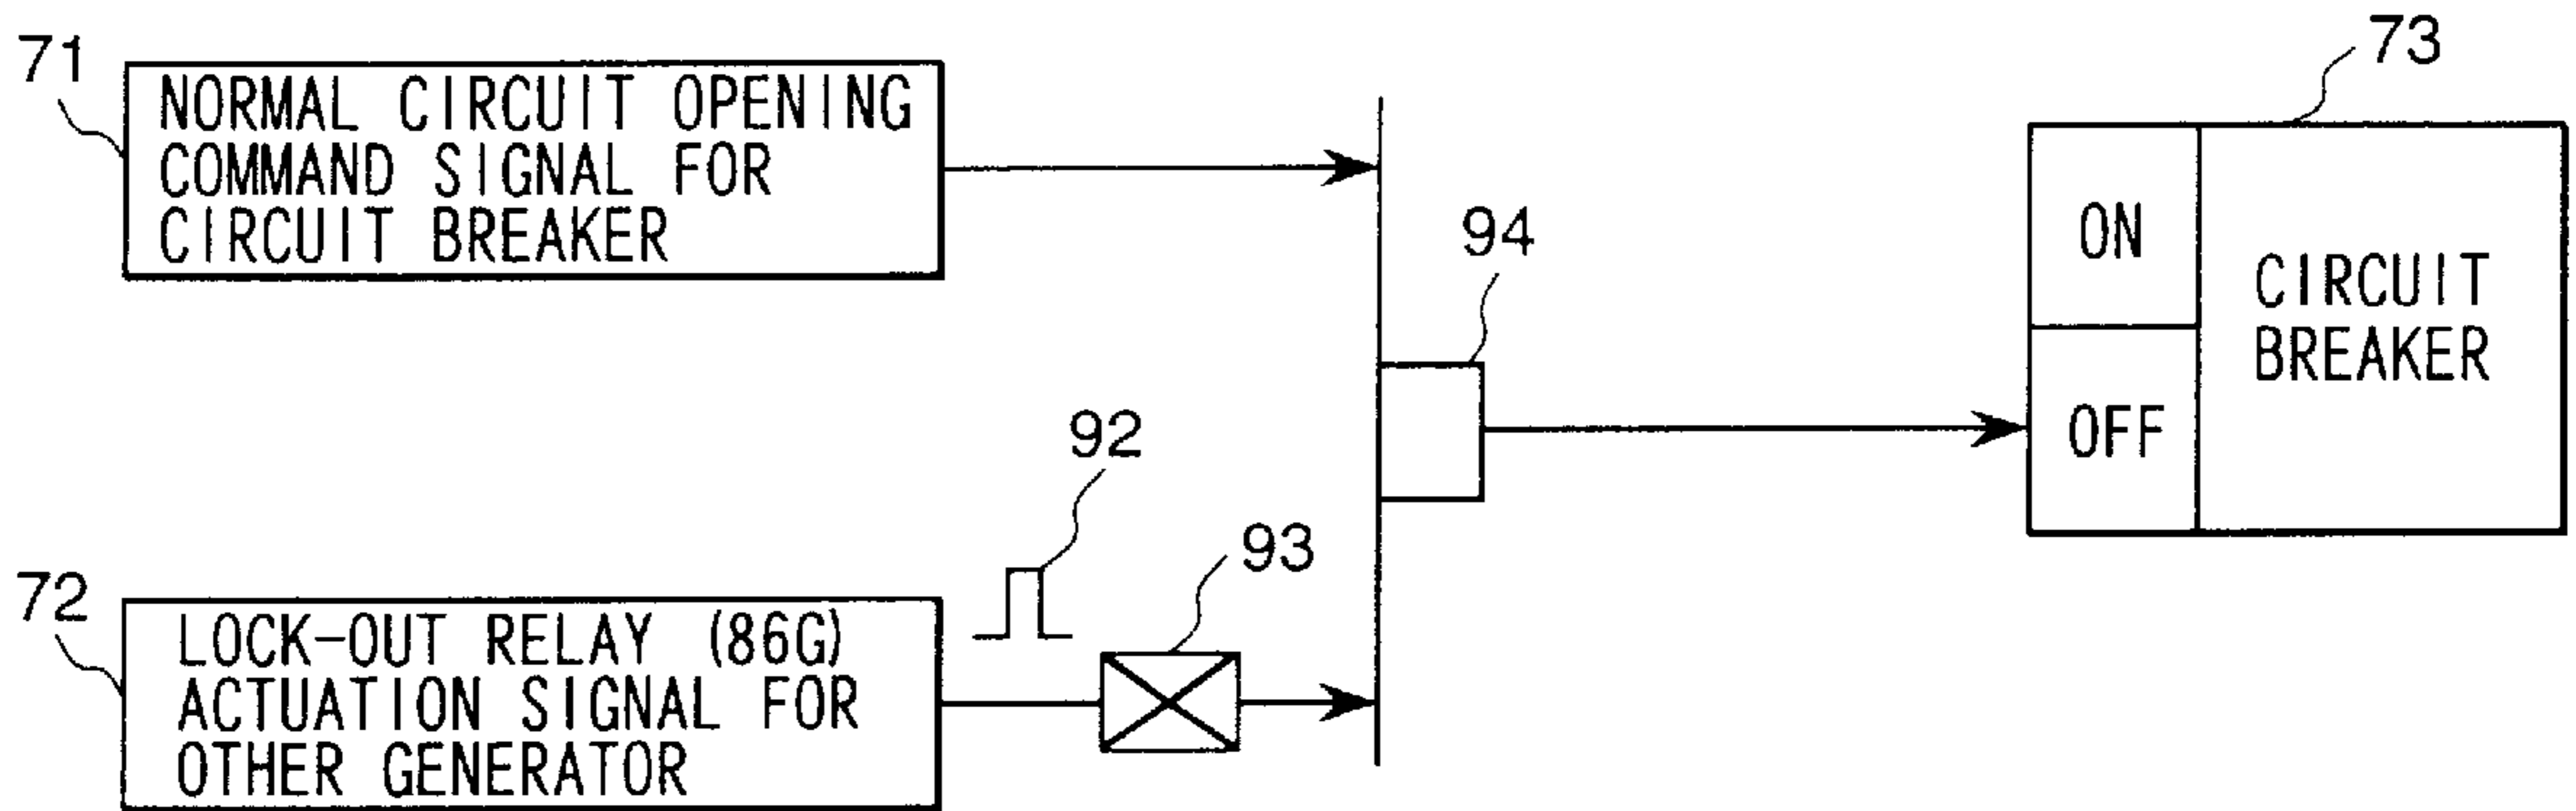 71
NORMAL CIRCUIT OPENING
COMMAND SIGNAL FOR
CIRCUIT BREAKER
73
ON
OFF
CIRCUIT
BREAKER
94
92
93
72
LOCK-OUT RELAY (86G)
ACTUATION SIGNAL FOR
OTHER GENERATOR